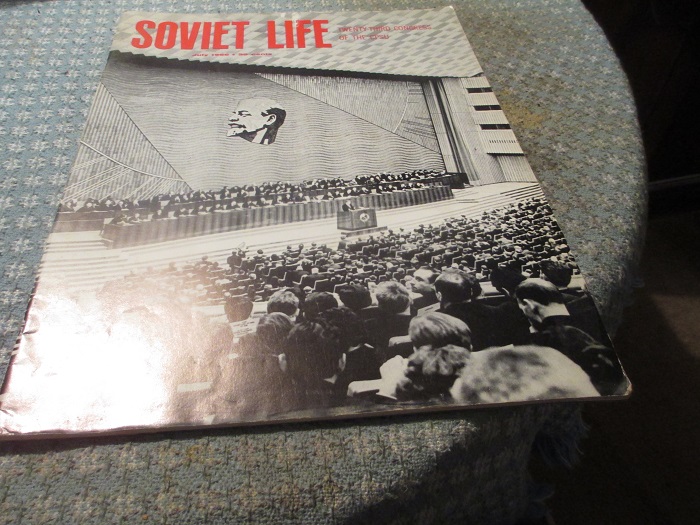 SOVIET LIFE
TWENTY-THIRD CONGRESS
OF THE CPSU